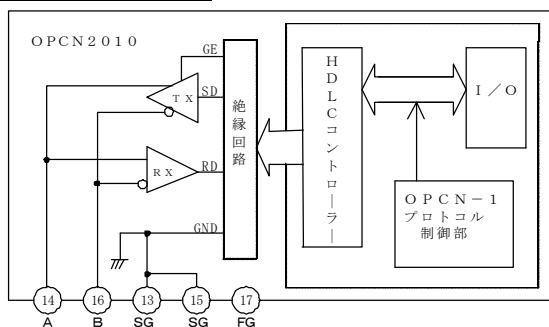 OPCN2010
GE
TX
SD
RX
RD
GND
絶縁回路
HDLCコントローラー
I/O
OPCN-1
プロトコル
制御部
14
16
13
15
17
A
B
SG
SG
FG